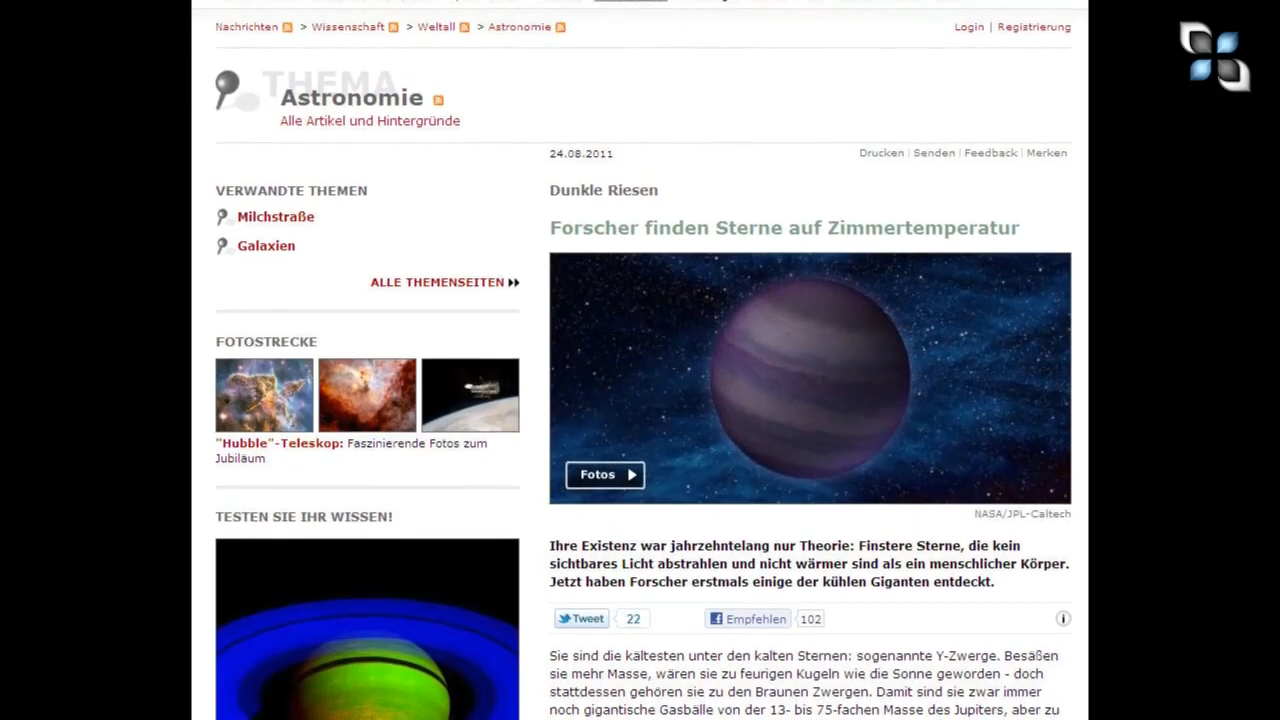 Nachrichten > Wissenschaft > Weltall > Astronomie
Login | Registrierung
THEMA
Astronomie
Alle Artikel und Hintergründe
24.08.2011
Drucken | Senden | Feedback | Merken
VERWANDTE THEMEN
Milchstraße
Galaxien
ALLE THEMENSEITEN
FOTOSTRECKE
"Hubble"-Teleskop: Faszinierende Fotos zum
Jubiläum
TESTEN SIE IHR WISSEN!
Dunkle Riesen
Forscher finden Sterne auf Zimmertemperatur
Fotos
NASA/JPL-Caltech
Ihre Existenz war jahrzehntelang nur Theorie: Finstere Sterne, die kein
sichtbares Licht abstrahlen und nicht wärmer sind als ein menschlicher Körper.
Jetzt haben Forscher erstmals einige der kühlen Giganten entdeckt.
Tweet 22 Empfehlen 102
Sie sind die kältesten unter den kalten Sternen: sogenannte Y-Zwerge. Besäßen
sie mehr Masse, wären sie zu feurigen Kugeln wie die Sonne geworden - doch
stattdessen gehören sie zu den Braunen Zwergen. Damit sind sie zwar immer
noch gigantische Gasbälle von der 13- bis 75-fachen Masse des Jupiters, aber zu